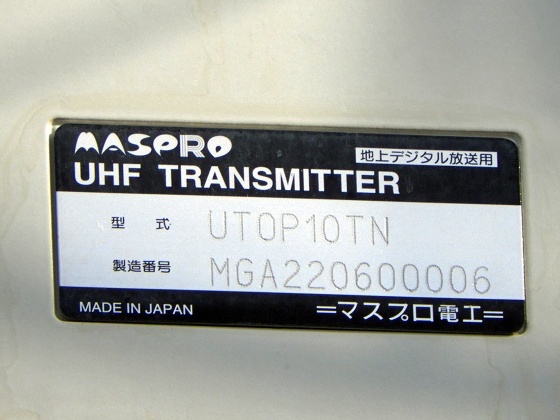 MASPRO
地上デジタル放送用
UHF TRANSMITTER
型 式 UTOP10TN
製造番号 MGA220600006
MADE IN JAPAN
=マスプロ電工=